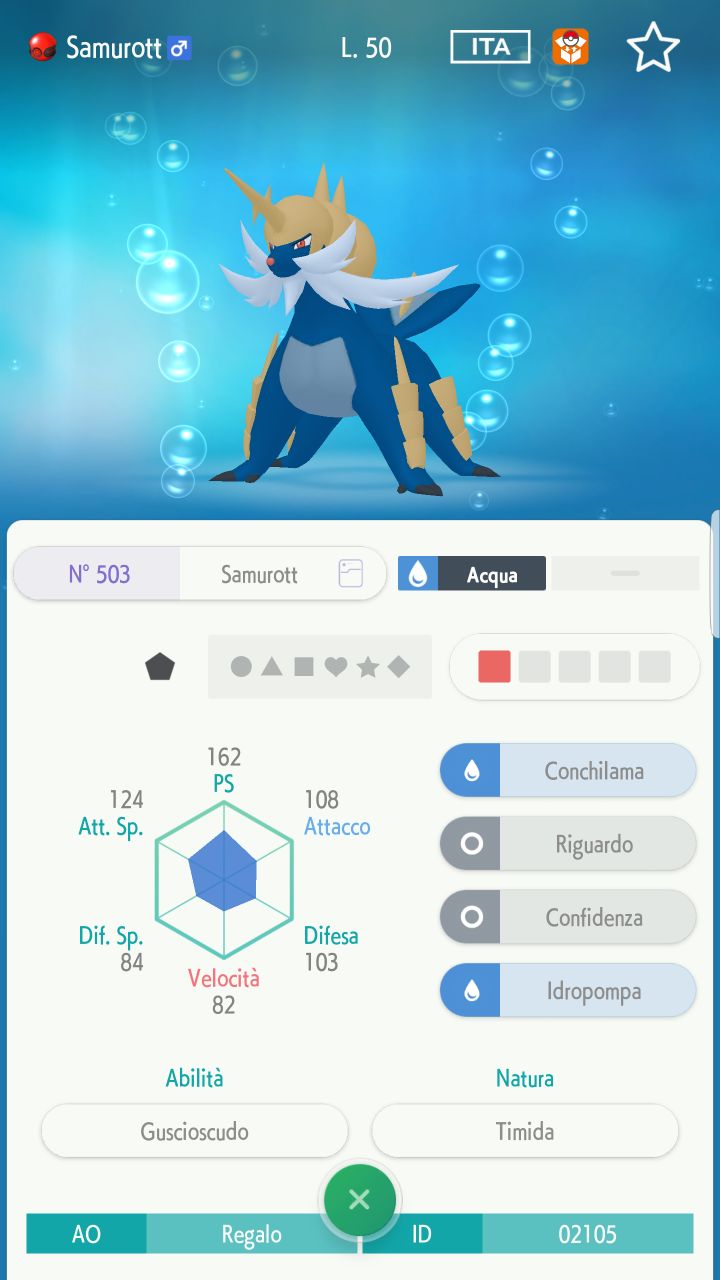 Samurott ♂ L. 50 ITA
N° 503 Samurott Acqua
162
PS
124
Att. Sp.
108
Attacco
Dif. Sp.
84
Difesa
103
Velocità
82
Conchilama
Riguardo
Confidenza
Idropompa
Abilità
Guscioscudo
Natura
Timida
AO Regalo ID 02105